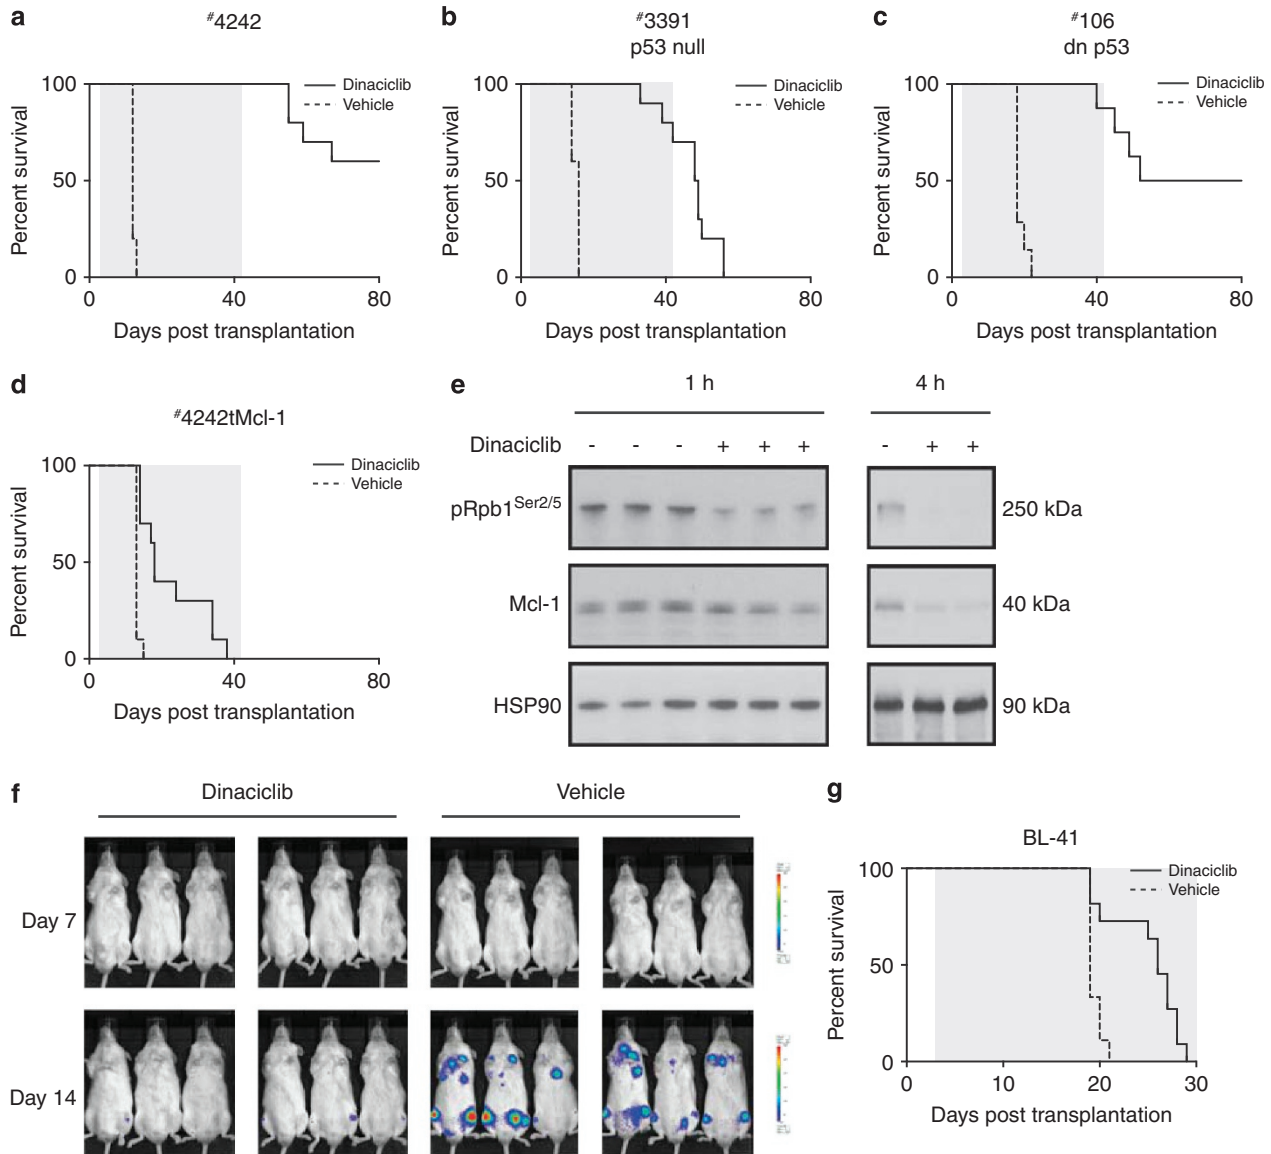 a
#4242
100
50
0
Percent survival
0 40 80
Days post transplantation
Dinaciclib
Vehicle
b
#3391
p53 null
100
50
0
Percent survival
0 40 80
Days post transplantation
Dinaciclib
Vehicle
c
#106
dn p53
100
50
0
Percent survival
0 40 80
Days post transplantation
Dinaciclib
Vehicle
d
#4242tMcl-1
100
50
0
Percent survival
0 40 80
Days post transplantation
Dinaciclib
Vehicle
e
1 h 4 h
Dinaciclib - - - + + + - + +
pRpb1Ser2/5 250 kDa
Mcl-1 40 kDa
HSP90 90 kDa
f
Dinaciclib Vehicle
Day 7
Day 14
g
BL-41
100
50
0
Percent survival
0 10 20 30
Days post transplantation
Dinaciclib
Vehicle